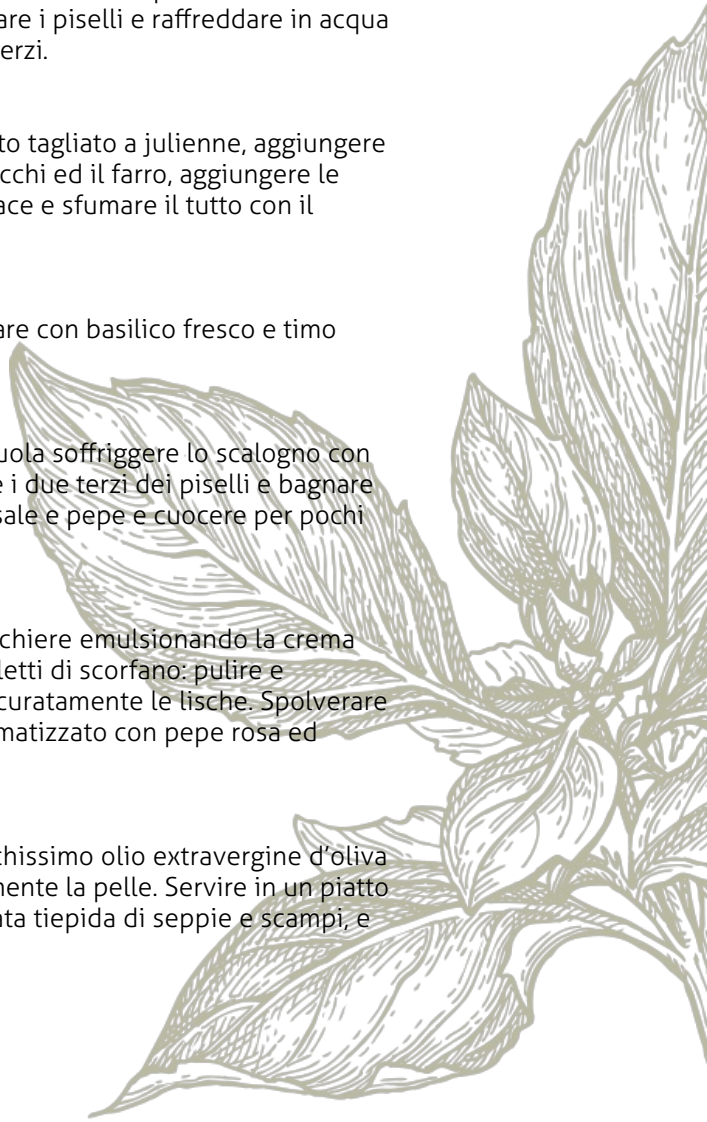 are i piselli e raffreddare in acqua
erzi.
to tagliato a julienne, aggiungere
cchi ed il farro, aggiungere le
ace e sfumare il tutto con il
are con basilico fresco e timo
uola soffriggere lo scalogno con
e i due terzi dei piselli e bagnare
sale e pepe e cuocere per pochi
chiere emulsionando la crema
letti di scorfano: pulire e
curatamente le lische. Spolverare
matizzato con pepe rosa ed
chissimo olio extravergine d'oliva
nente la pelle. Servire in un piatto
ata tiepida di seppie e scampi, e